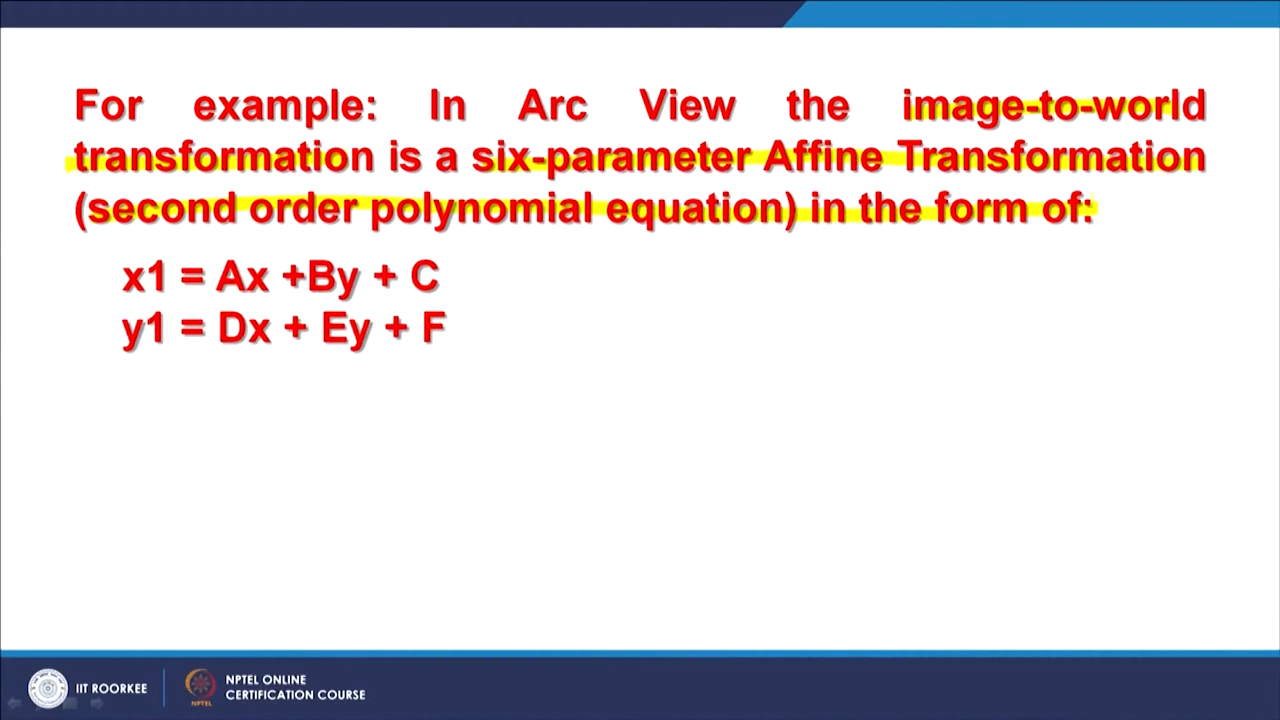 For example: In Arc View the image-to-world
transformation is a six-parameter Affine Transformation
(second order polynomial equation) in the form of:
x1 = Ax +By + C
y1 = Dx + Ey + F
IIT ROORKEE
NPTEL
NPTEL ONLINE
CERTIFICATION COURSE